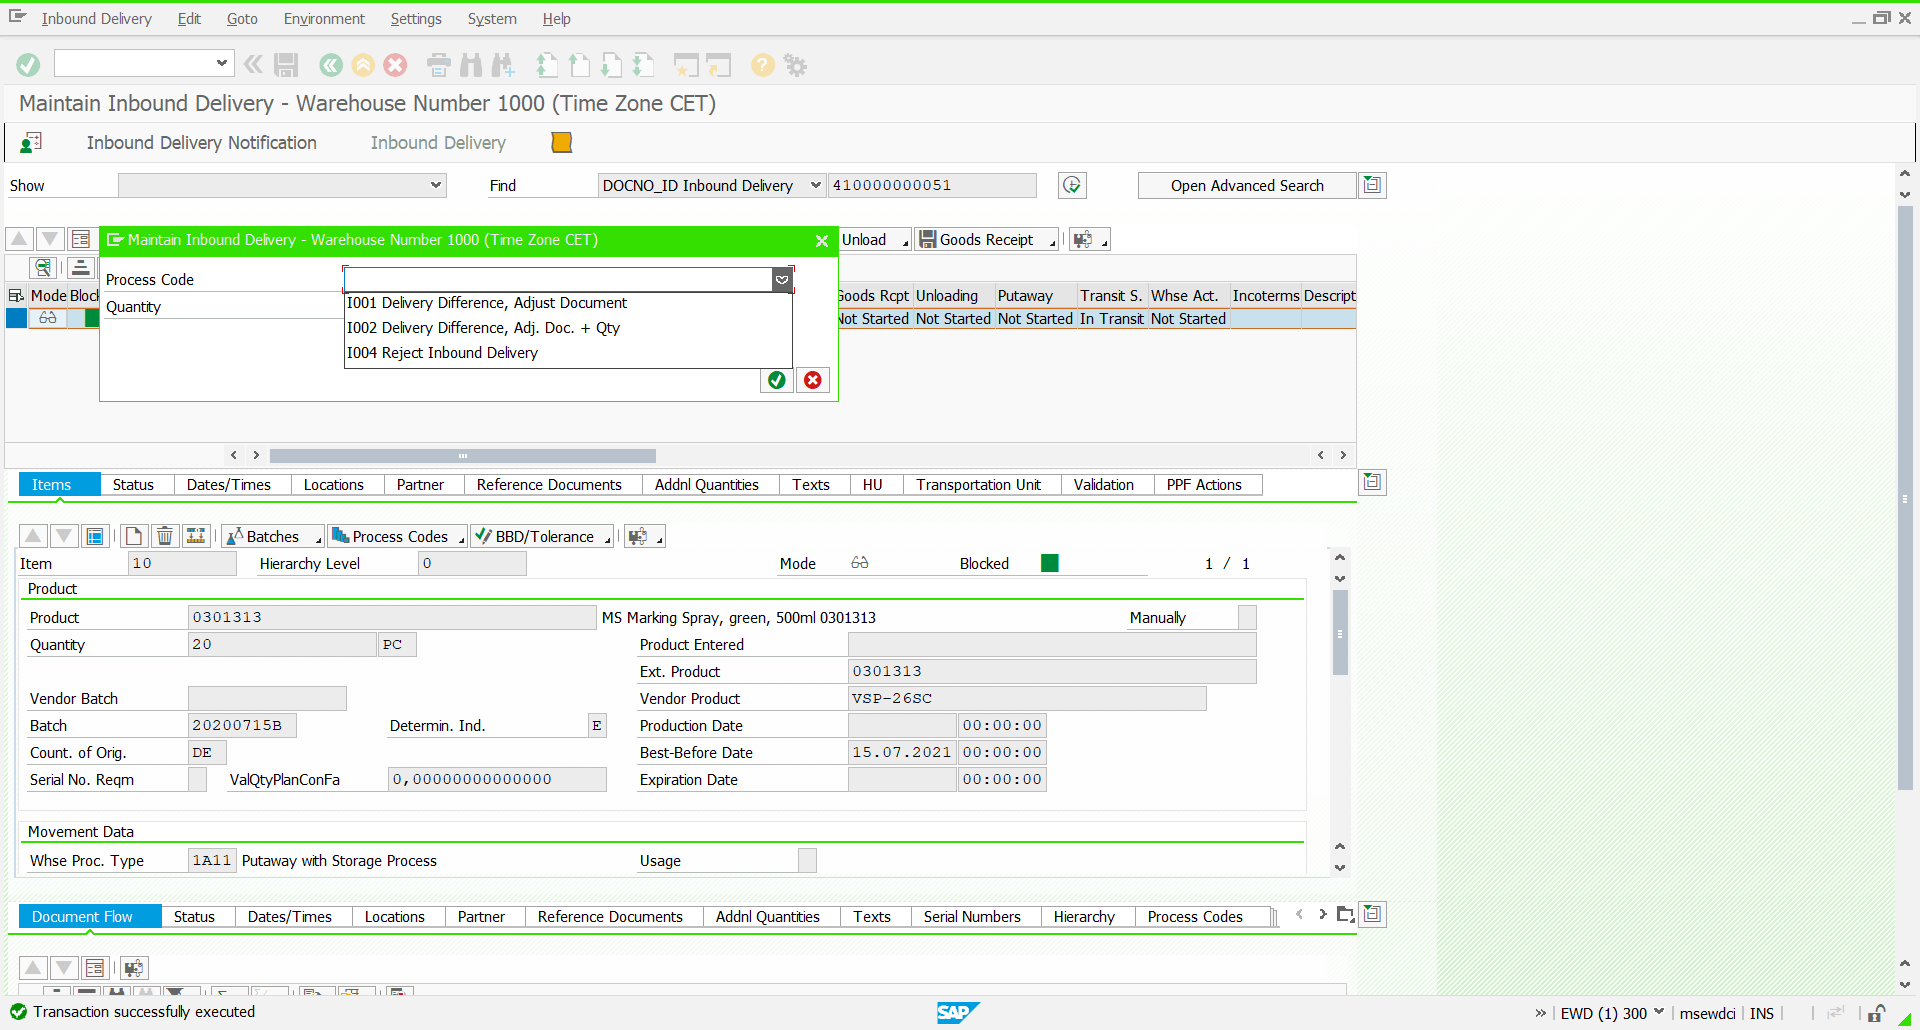 Inbound Delivery Edit Goto Environment Settings System Help
Maintain Inbound Delivery - Warehouse Number 1000 (Time Zone CET)
Inbound Delivery Notification Inbound Delivery
Show Find DOCNO_ID Inbound Delivery 410000000051 Open Advanced Search
Maintain Inbound Delivery - Warehouse Number 1000 (Time Zone CET) Unload Goods Receipt
Process Code
I001 Delivery Difference, Adjust Document
Mode Block Goods Rcpt Unloading Putaway Transit S. Whse Act. Incoterms Descript
Quantity
Not Started Not Started Not Started In Transit Not Started
I002 Delivery Difference, Adj. Doc. + Qty
I004 Reject Inbound Delivery
Items Status Dates/Times Locations Partner Reference Documents Addnl Quantities Texts HU Transportation Unit Validation PPF Actions
Batches Process Codes BBD/Tolerance
Item 10 Hierarchy Level 0 Mode Blocked 1 / 1
Product
Product 0301313 MS Marking Spray, green, 500ml 0301313 Manually
Quantity 20 PC Product Entered
Ext. Product 0301313
Vendor Batch Vendor Product VSP-26SC
Batch 20200715B Determin. Ind. E Production Date 00:00:00
Count. of Orig. DE Best-Before Date 15.07.2021 00:00:00
Serial No. Reqm ValQtyPlanConFa 0,00000000000000 Expiration Date 00:00:00
Movement Data
Whse Proc. Type 1A11 Putaway with Storage Process Usage
Document Flow Status Dates/Times Locations Partner Reference Documents Addnl Quantities Texts Serial Numbers Hierarchy Process Codes
Transaction successfully executed SAP EWD (1) 300 msewdci INS